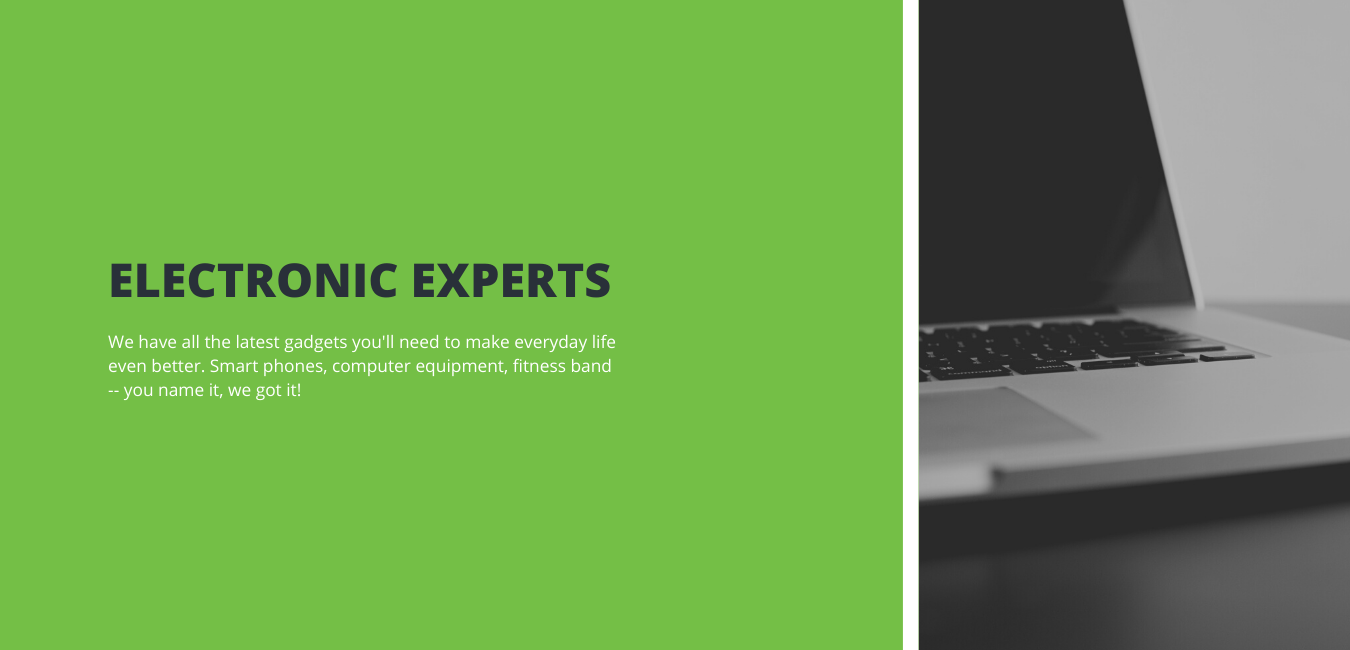 ELECTRONIC EXPERTS
We have all the latest gadgets you'll need to make everyday life
even better. Smart phones, computer equipment, fitness band
-- you name it, we got it!